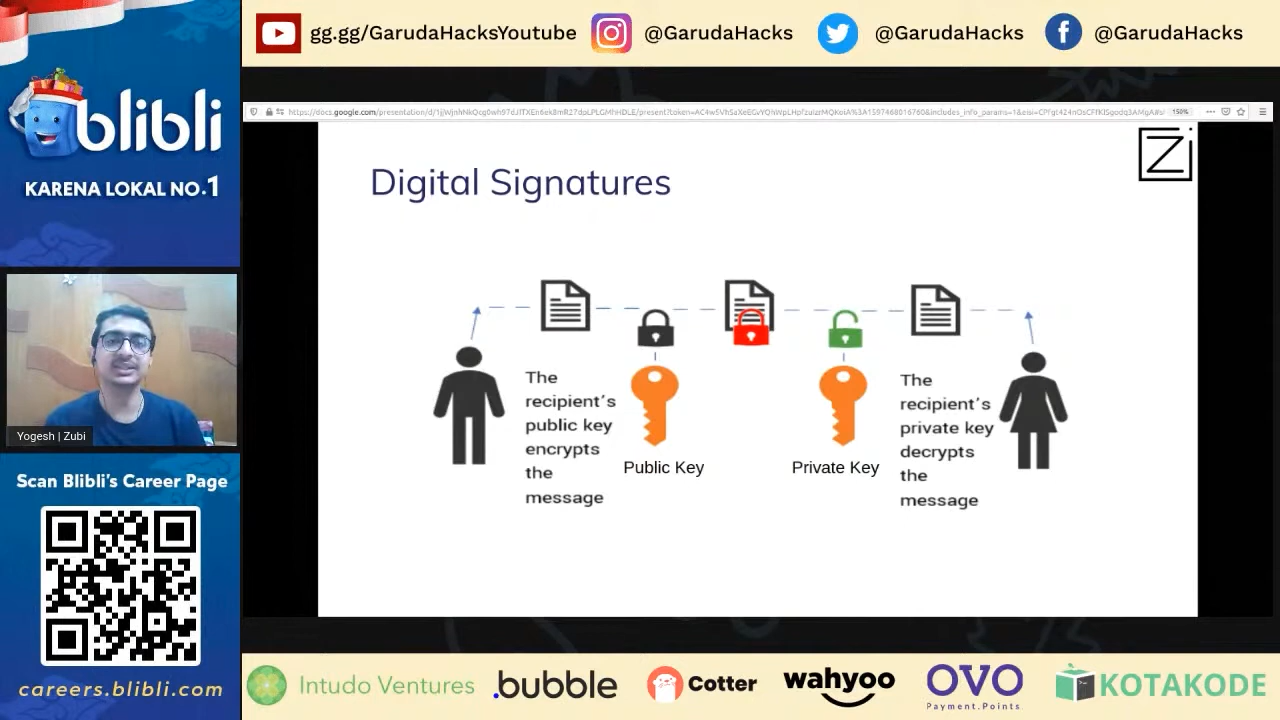 gg.gg/GarudaHacksYoutube
@GarudaHacks
@GarudaHacks
@GarudaHacks
blibli
KARENA LOKAL NO.1
150%
Zi
Digital Signatures
The
recipient's
public key
encrypts
the
message
Public Key
Private Key
The
recipient's
private key
decrypts
the
message
Yogesh | Zubi
Scan Blibli's Career Page
careers.blibli.com
Intudo Ventures
.bubble
Cotter
wahyoo
OVO
Payment.Points
KOTAKODE